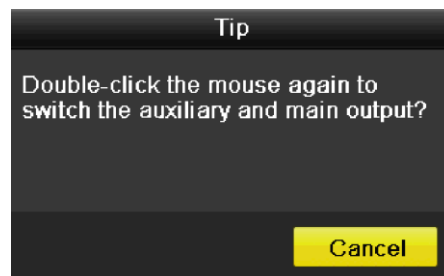 Tip
Double-click the mouse again to
switch the auxiliary and main output?
Cancel